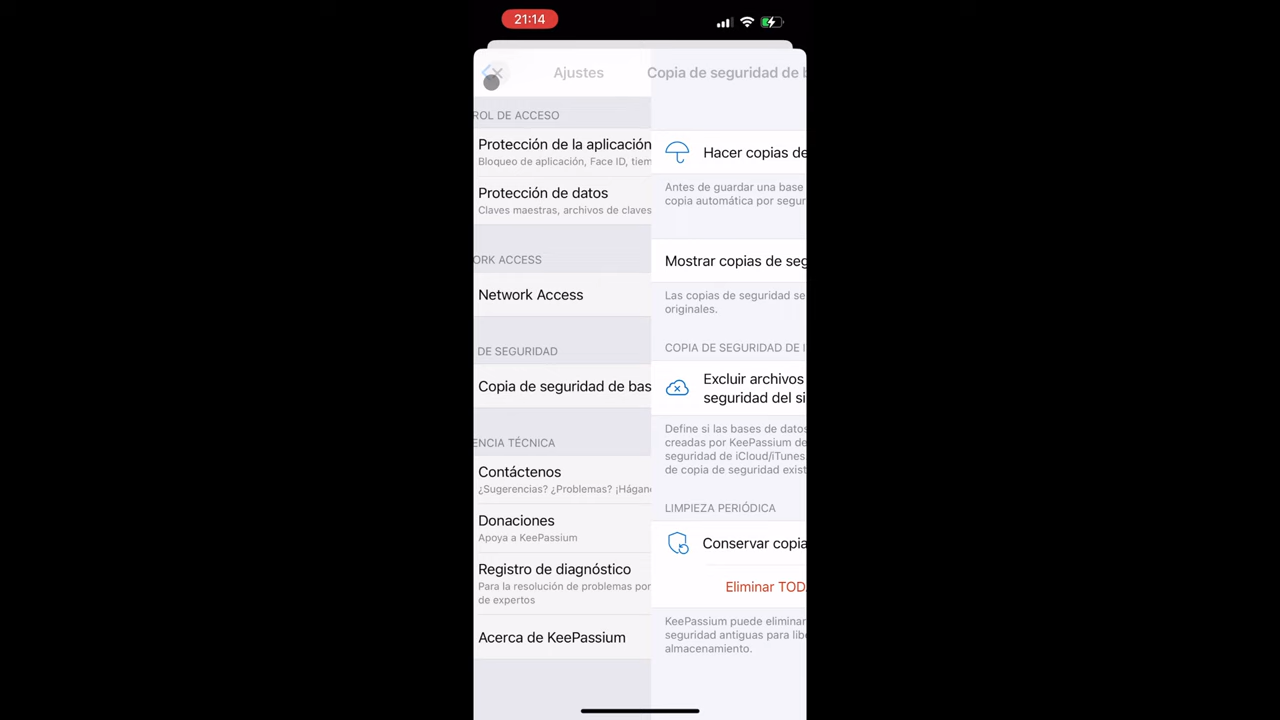 21:14
Ajustes
ROL DE ACCESO
Protección de la aplicación
Bloqueo de aplicación, Face ID, tiem
Protección de datos
Claves maestras, archivos de claves
ORK ACCESS
Network Access
DE SEGURIDAD
Copia de seguridad de bas
ENCIA TÉCNICA
Contáctenos
¿Sugerencias? ¿Problemas? ¡Hágano
Donaciones
Apoya a KeePassium
Registro de diagnóstico
Para la resolución de problemas por
de expertos
Acerca de KeePassium
Copia de seguridad de b
Hacer copias de
Antes de guardar una base
copia automática por segur
Mostrar copias de seg
Las copias de seguridad se
originales.
COPIA DE SEGURIDAD DE I
Excluir archivos
seguridad del si
Define si las bases de datos
creadas por KeePassium de
seguridad de iCloud/iTunes.
de copia de seguridad exist
LIMPIEZA PERIÓDICA
Conservar copia
Eliminar TOD
KeePassium puede eliminar
seguridad antiguas para libe
almacenamiento.